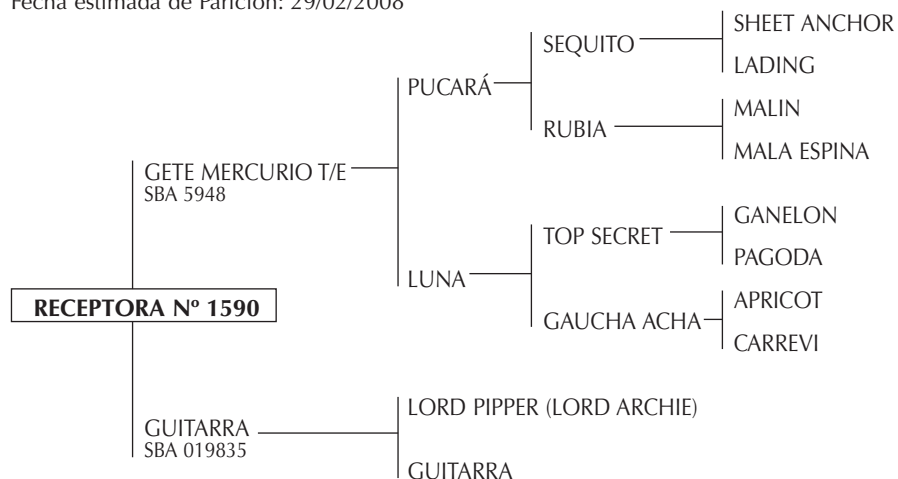 Fecha estimada de Parición: 29/02/2008
SHEET ANCHOR
SEQUITO
LADING
PUCARÁ
MALIN
RUBIA
MALA ESPINA
GETE MERCURIO T/E
SBA 5948
GANELON
TOP SECRET
PAGODA
LUNA
RECEPTORA Nº 1590
APRICOT
GAUCHA ACHA
CARREVI
LORD PIPPER (LORD ARCHIE)
GUITARRA
SBA 019835
GUITARRA